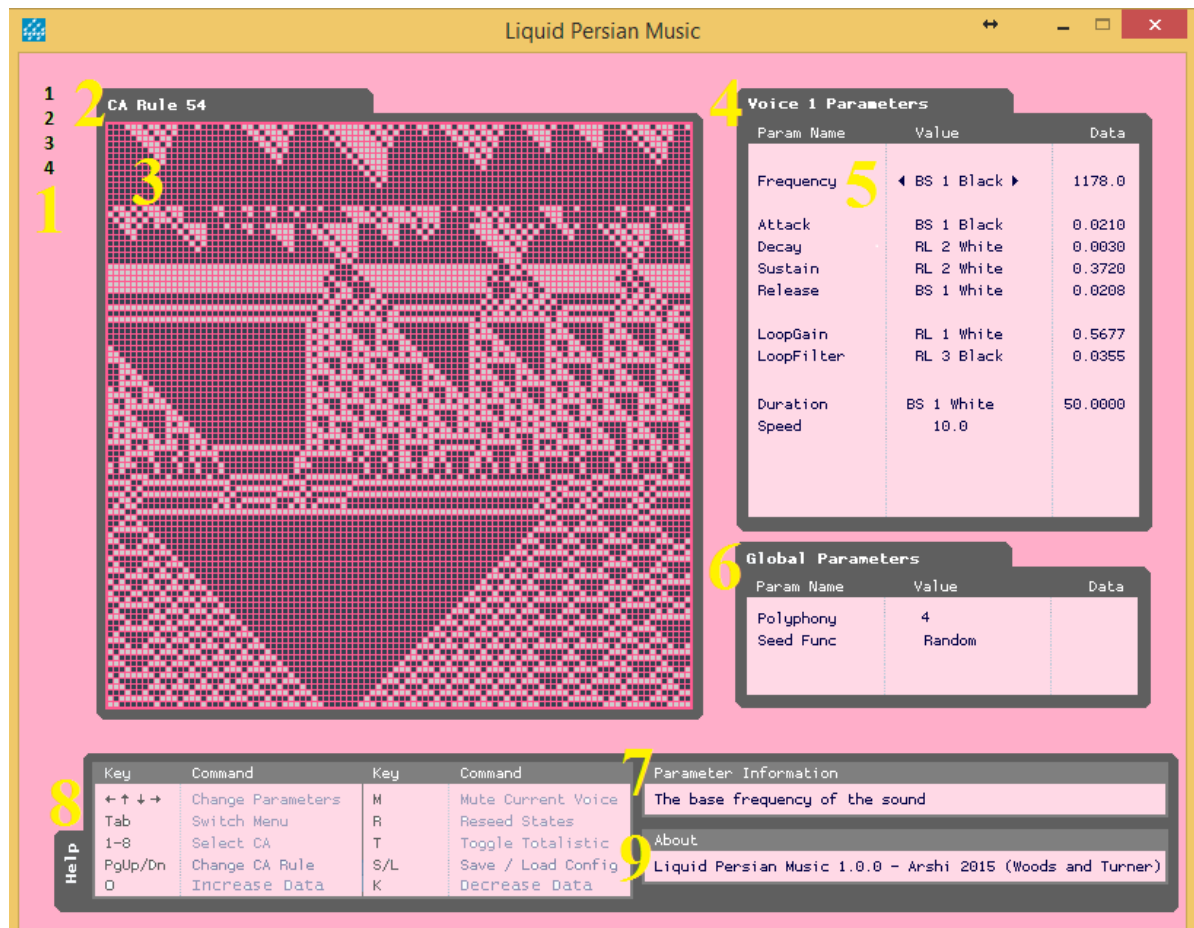 Liquid Persian Music
1
2
3
4
1
2
CA Rule 54
3
4
Voice 1 Parameters
Param Name Value Data
Frequency 5 ◀ BS 1 Black ▶ 1178.0
Attack BS 1 Black 0.0210
Decay RL 2 White 0.0030
Sustain RL 2 White 0.3720
Release BS 1 White 0.0208
LoopGain RL 1 White 0.5677
LoopFilter RL 3 Black 0.0355
Duration BS 1 White 50.0000
Speed 10.0
6
Global Parameters
Param Name Value Data
Polyphony 4
Seed Func Random
8
Help
Key Command Key Command
←↑↓→ Change Parameters M Mute Current Voice
Tab Switch Menu R Reseed States
1-8 Select CA T Toggle Totalistic
PgUp/Dn Change CA Rule S/L Save / Load Config
O Increase Data K Decrease Data
7
Parameter Information
The base frequency of the sound
9
About
Liquid Persian Music 1.0.0 - Arshi 2015 (Woods and Turner)